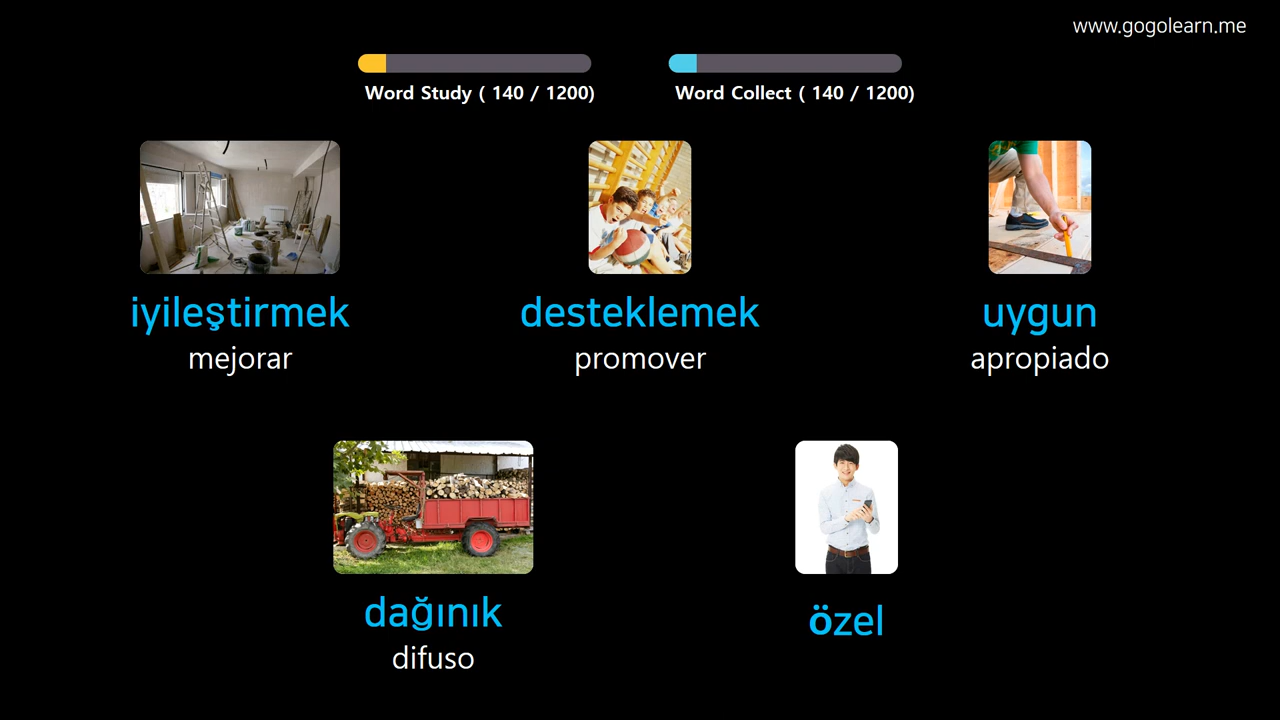 www.gogolearn.me
Word Study ( 140 / 1200)
Word Collect ( 140 / 1200)
iyileştirmek
mejorar
desteklemek
promover
uygun
apropiado
dağınık
difuso
özel